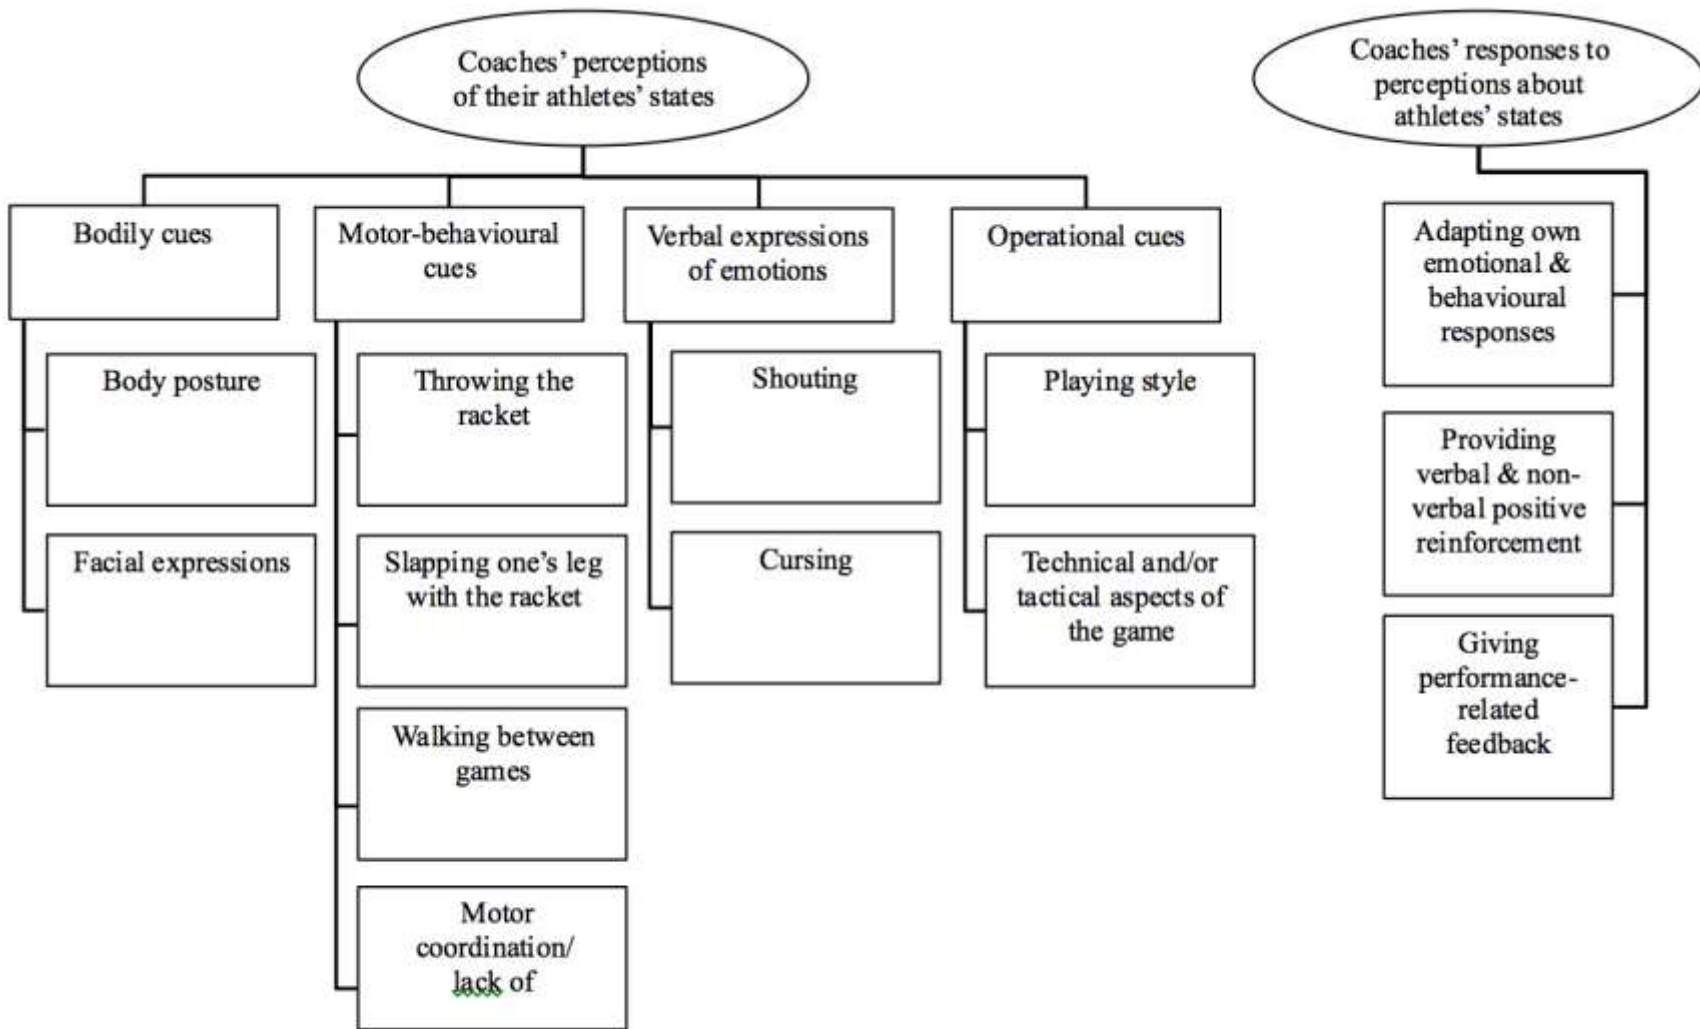 Coaches' perceptions
of their athletes' states
Coaches' responses to
perceptions about
athletes' states
Bodily cues
Motor-behavioural
cues
Verbal expressions
of emotions
Operational cues
Body posture
Facial expressions
Throwing the
racket
Slapping one's leg
with the racket
Walking between
games
Motor
coordination/
lack of
Shouting
Cursing
Playing style
Technical and/or
tactical aspects of
the game
Adapting own
emotional &
behavioural
responses
Providing
verbal & non-
verbal positive
reinforcement
Giving
performance-
related
feedback